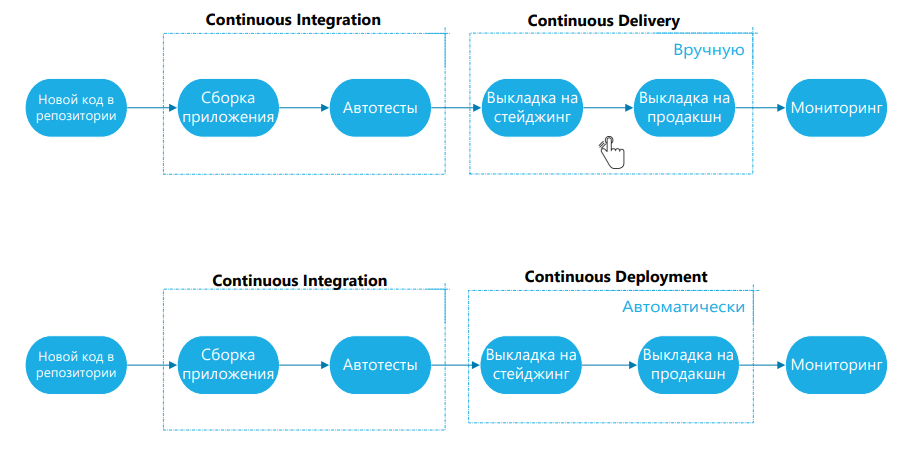 Continuous Integration
Continuous Delivery
Вручную
Новой код в
репозитории
Сборка
приложения
Автотесты
Выкладка на
стейджинг
Выкладка на
продакшн
Мониторинг
Continuous Integration
Continuous Deployment
Автоматически
Новой код в
репозитории
Сборка
приложения
Автотесты
Выкладка на
стейджинг
Выкладка на
продакшн
Мониторинг